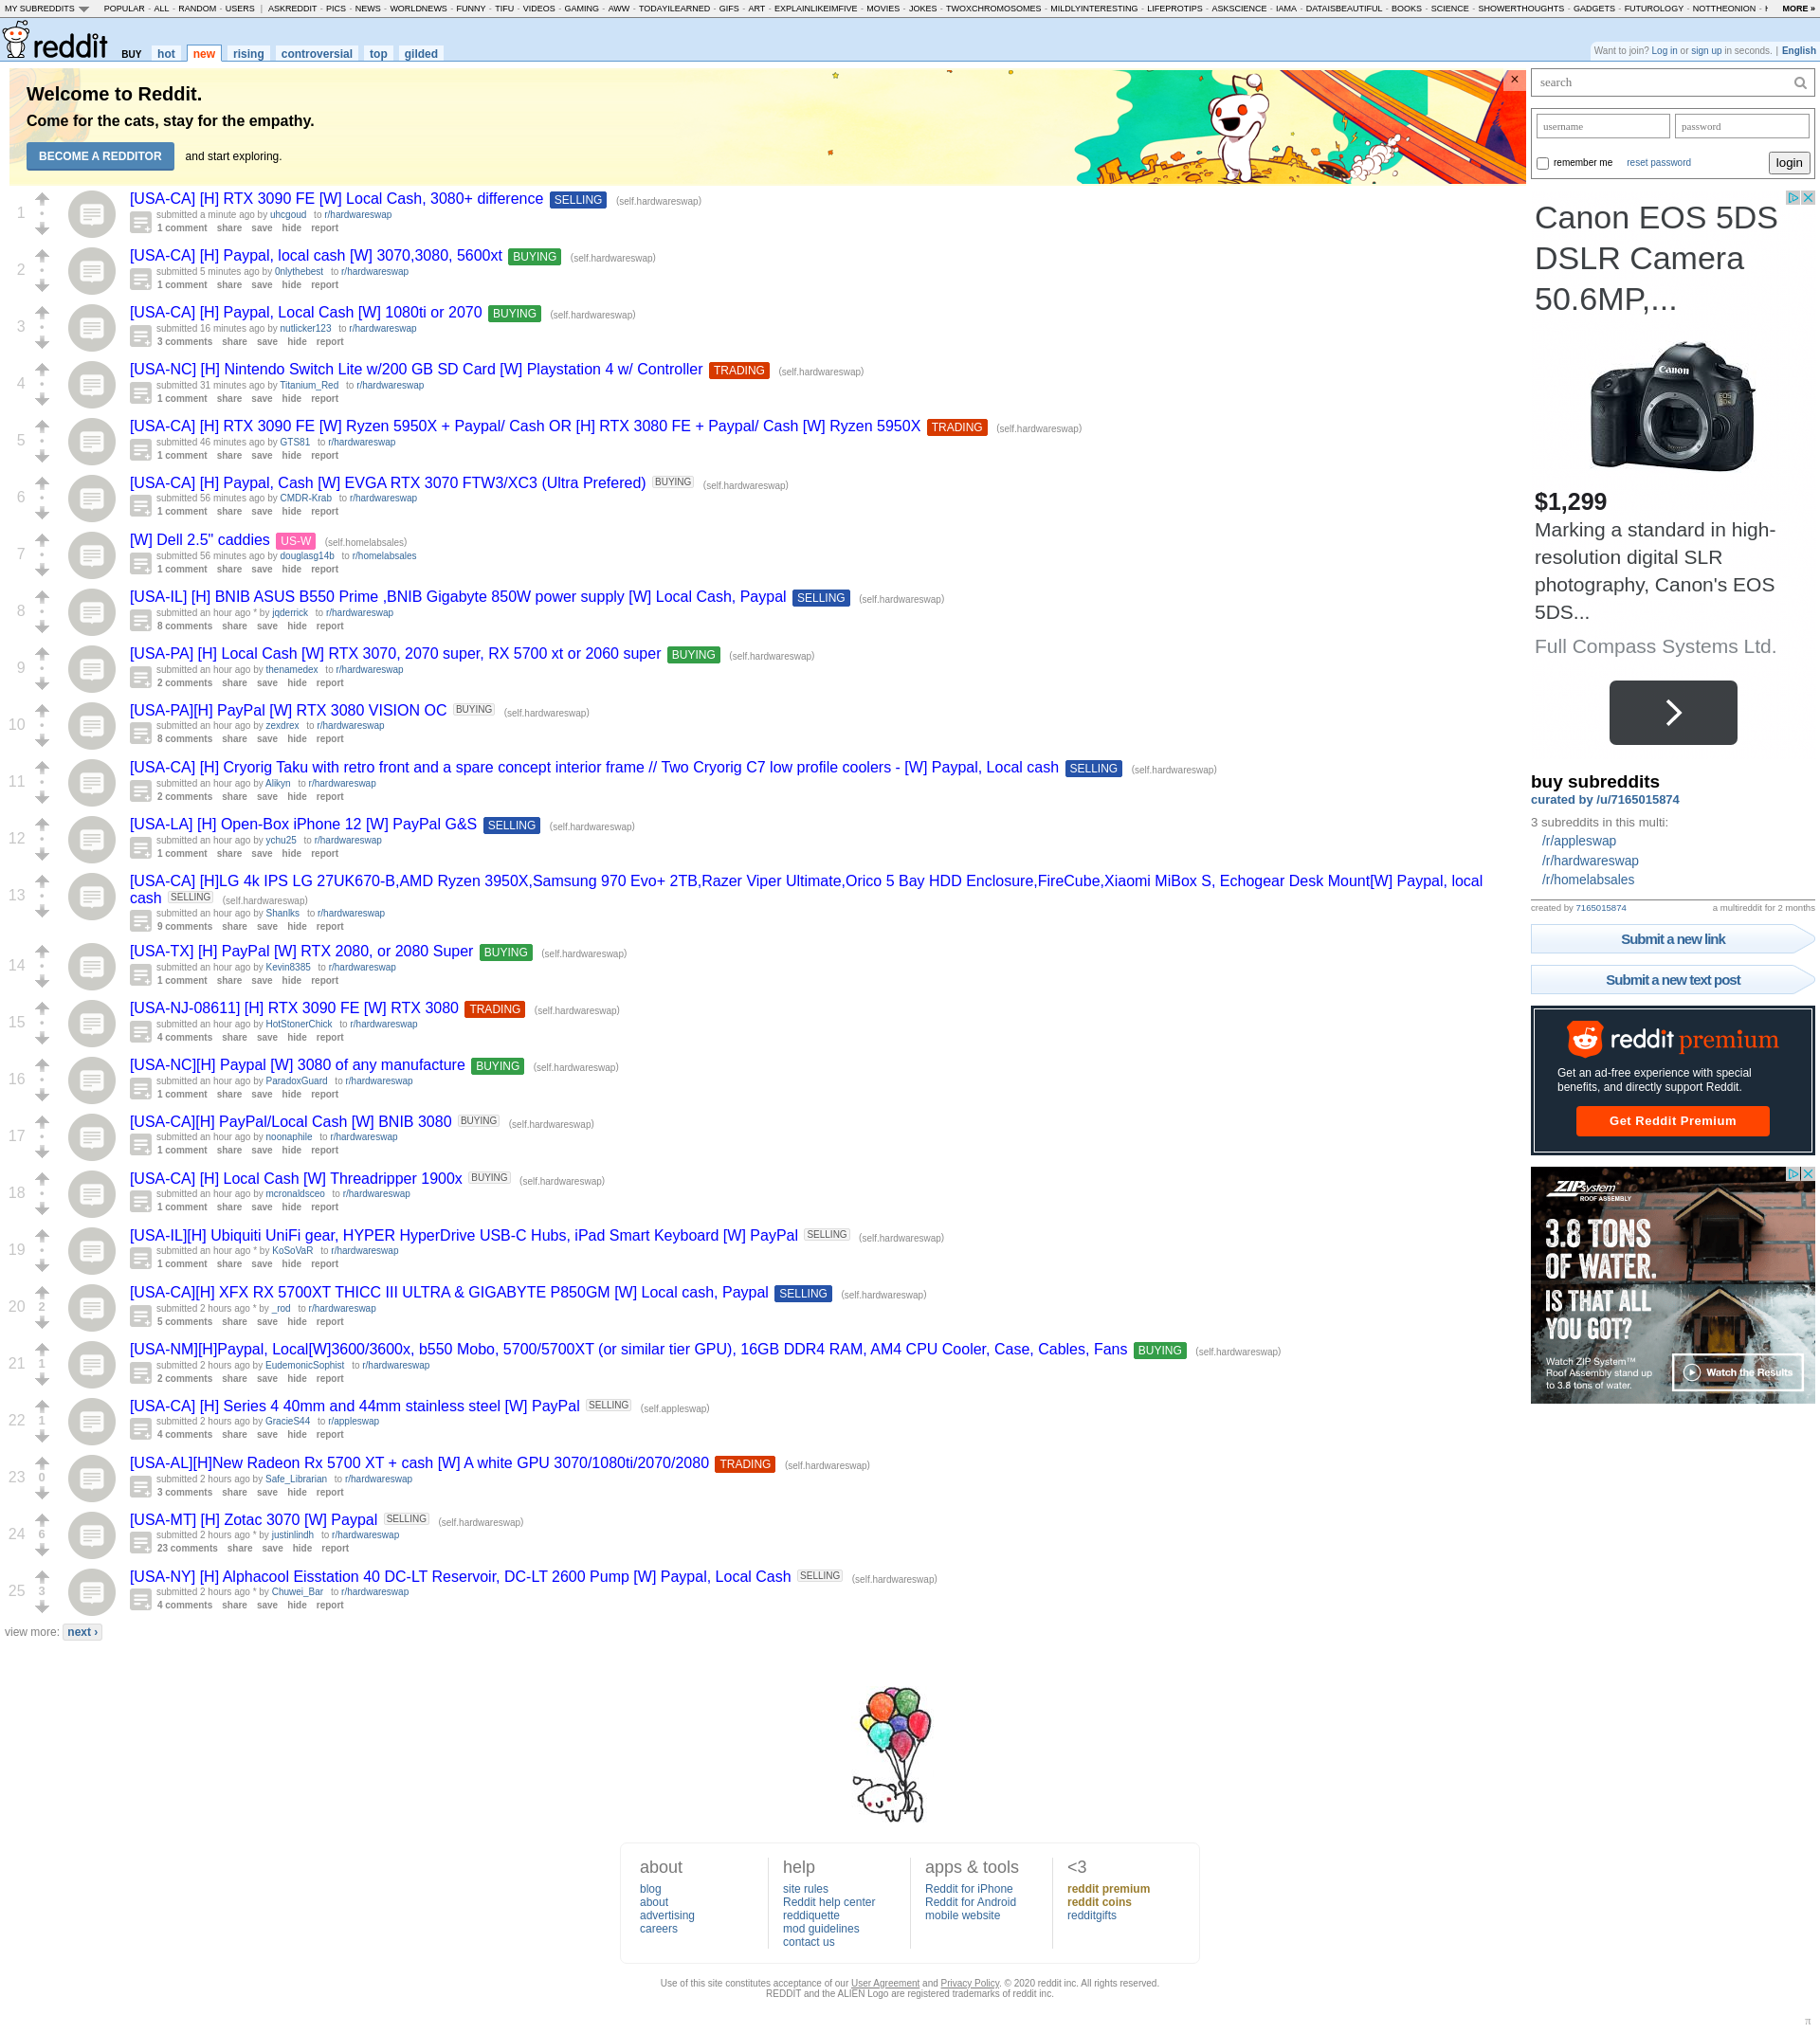 MY SUBREDDITS POPULAR - ALL - RANDOM - USERS | ASKREDDIT - PICS - NEWS - WORLDNEWS - FUNNY - TIFU - VIDEOS - GAMING - AWW - TODAYILEARNED - GIFS - ART - EXPLAINLIKEIMFIVE - MOVIES - JOKES - TWOXCHROMOSOMES - MILDLYINTERESTING - LIFEPROTIPS - ASKSCIENCE - IAMA - DATAISBEAUTIFUL - BOOKS - SCIENCE - SHOWERTHOUGHTS - GADGETS - FUTUROLOGY - NOTTHEONION - MORE »
reddit BUY hot new rising controversial top gilded
Want to join? Log in or sign up in seconds. | English
Welcome to Reddit.
Come for the cats, stay for the empathy.
BECOME A REDDITOR and start exploring.
×
1
[USA-CA] [H] RTX 3090 FE [W] Local Cash, 3080+ difference SELLING (self.hardwareswap)
submitted a minute ago by uhcgoud to r/hardwareswap
1 comment share save hide report
2
[USA-CA] [H] Paypal, local cash [W] 3070,3080, 5600xt BUYING (self.hardwareswap)
submitted 5 minutes ago by 0nlythebest to r/hardwareswap
1 comment share save hide report
3
[USA-CA] [H] Paypal, Local Cash [W] 1080ti or 2070 BUYING (self.hardwareswap)
submitted 16 minutes ago by nutlicker123 to r/hardwareswap
3 comments share save hide report
4
[USA-NC] [H] Nintendo Switch Lite w/200 GB SD Card [W] Playstation 4 w/ Controller TRADING (self.hardwareswap)
submitted 31 minutes ago by Titanium_Red to r/hardwareswap
1 comment share save hide report
5
[USA-CA] [H] RTX 3090 FE [W] Ryzen 5950X + Paypal/ Cash OR [H] RTX 3080 FE + Paypal/ Cash [W] Ryzen 5950X TRADING (self.hardwareswap)
submitted 46 minutes ago by GTS81 to r/hardwareswap
1 comment share save hide report
6
[USA-CA] [H] Paypal, Cash [W] EVGA RTX 3070 FTW3/XC3 (Ultra Prefered) BUYING (self.hardwareswap)
submitted 56 minutes ago by CMDR-Krab to r/hardwareswap
1 comment share save hide report
7
[W] Dell 2.5" caddies US-W (self.homelabsales)
submitted 56 minutes ago by douglasg14b to r/homelabsales
1 comment share save hide report
8
[USA-IL] [H] BNIB ASUS B550 Prime ,BNIB Gigabyte 850W power supply [W] Local Cash, Paypal SELLING (self.hardwareswap)
submitted an hour ago * by jqderrick to r/hardwareswap
8 comments share save hide report
9
[USA-PA] [H] Local Cash [W] RTX 3070, 2070 super, RX 5700 xt or 2060 super BUYING (self.hardwareswap)
submitted an hour ago by thenamedex to r/hardwareswap
2 comments share save hide report
10
[USA-PA][H] PayPal [W] RTX 3080 VISION OC BUYING (self.hardwareswap)
submitted an hour ago by zexdrex to r/hardwareswap
8 comments share save hide report
11
[USA-CA] [H] Cryorig Taku with retro front and a spare concept interior frame // Two Cryorig C7 low profile coolers - [W] Paypal, Local cash SELLING (self.hardwareswap)
submitted an hour ago by Alikyn to r/hardwareswap
2 comments share save hide report
12
[USA-LA] [H] Open-Box iPhone 12 [W] PayPal G&S SELLING (self.hardwareswap)
submitted an hour ago by ychu25 to r/hardwareswap
1 comment share save hide report
13
[USA-CA] [H]LG 4k IPS LG 27UK670-B,AMD Ryzen 3950X,Samsung 970 Evo+ 2TB,Razer Viper Ultimate,Orico 5 Bay HDD Enclosure,FireCube,Xiaomi MiBox S, Echogear Desk Mount[W] Paypal, local
cash SELLING (self.hardwareswap)
submitted an hour ago by Shanlks to r/hardwareswap
9 comments share save hide report
14
[USA-TX] [H] PayPal [W] RTX 2080, or 2080 Super BUYING (self.hardwareswap)
submitted an hour ago by Kevin8385 to r/hardwareswap
1 comment share save hide report
15
[USA-NJ-08611] [H] RTX 3090 FE [W] RTX 3080 TRADING (self.hardwareswap)
submitted an hour ago by HotStonerChick to r/hardwareswap
4 comments share save hide report
16
[USA-NC][H] Paypal [W] 3080 of any manufacture BUYING (self.hardwareswap)
submitted an hour ago by ParadoxGuard to r/hardwareswap
1 comment share save hide report
17
[USA-CA][H] PayPal/Local Cash [W] BNIB 3080 BUYING (self.hardwareswap)
submitted an hour ago by noonaphile to r/hardwareswap
1 comment share save hide report
18
[USA-CA] [H] Local Cash [W] Threadripper 1900x BUYING (self.hardwareswap)
submitted an hour ago by mcronaldsceo to r/hardwareswap
1 comment share save hide report
19
[USA-IL][H] Ubiquiti UniFi gear, HYPER HyperDrive USB-C Hubs, iPad Smart Keyboard [W] PayPal SELLING (self.hardwareswap)
submitted an hour ago * by KoSoVaR to r/hardwareswap
1 comment share save hide report
20 2
[USA-CA][H] XFX RX 5700XT THICC III ULTRA & GIGABYTE P850GM [W] Local cash, Paypal SELLING (self.hardwareswap)
submitted 2 hours ago * by _rod to r/hardwareswap
5 comments share save hide report
21 1
[USA-NM][H]Paypal, Local[W]3600/3600x, b550 Mobo, 5700/5700XT (or similar tier GPU), 16GB DDR4 RAM, AM4 CPU Cooler, Case, Cables, Fans BUYING (self.hardwareswap)
submitted 2 hours ago by EudemonicSophist to r/hardwareswap
2 comments share save hide report
22 1
[USA-CA] [H] Series 4 40mm and 44mm stainless steel [W] PayPal SELLING (self.appleswap)
submitted 2 hours ago by GracieS44 to r/appleswap
4 comments share save hide report
23 0
[USA-AL][H]New Radeon Rx 5700 XT + cash [W] A white GPU 3070/1080ti/2070/2080 TRADING (self.hardwareswap)
submitted 2 hours ago by Safe_Librarian to r/hardwareswap
3 comments share save hide report
24 6
[USA-MT] [H] Zotac 3070 [W] Paypal SELLING (self.hardwareswap)
submitted 2 hours ago * by justinlindh to r/hardwareswap
23 comments share save hide report
25 3
[USA-NY] [H] Alphacool Eisstation 40 DC-LT Reservoir, DC-LT 2600 Pump [W] Paypal, Local Cash SELLING (self.hardwareswap)
submitted 2 hours ago * by Chuwei_Bar to r/hardwareswap
4 comments share save hide report
view more: next ›
search
username password
remember me reset password login
Canon EOS 5DS
DSLR Camera
50.6MP,...
Canon
$1,299
Marking a standard in high-
resolution digital SLR
photography, Canon's EOS
5DS...
Full Compass Systems Ltd.
buy subreddits
curated by /u/7165015874
3 subreddits in this multi:
/r/appleswap
/r/hardwareswap
/r/homelabsales
created by 7165015874 a multireddit for 2 months
Submit a new link
Submit a new text post
reddit premium
Get an ad-free experience with special
benefits, and directly support Reddit.
Get Reddit Premium
ZIP system
ROOF ASSEMBLY
3.8 TONS
OF WATER.
IS THAT ALL
YOU GOT?
Watch ZIP System™
Roof Assembly stand up
to 3.8 tons of water.
Watch the Results
about
blog
about
advertising
careers
help
site rules
Reddit help center
reddiquette
mod guidelines
contact us
apps & tools
Reddit for iPhone
Reddit for Android
mobile website
<3
reddit premium
reddit coins
redditgifts
Use of this site constitutes acceptance of our User Agreement and Privacy Policy. © 2020 reddit inc. All rights reserved.
REDDIT and the ALIEN Logo are registered trademarks of reddit inc.
π